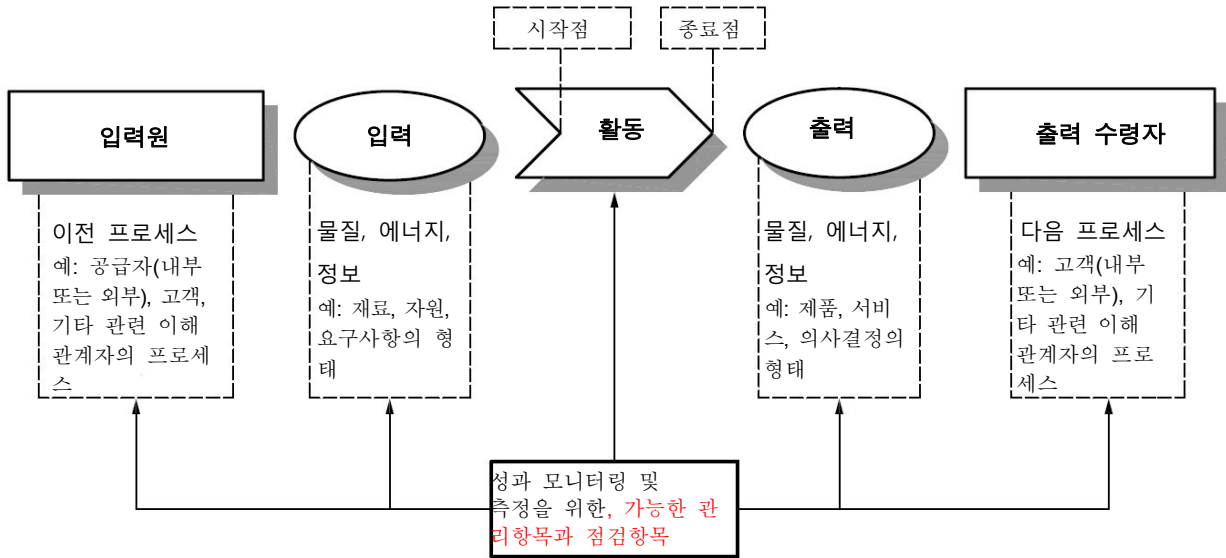 시작점
종료점
입력원
입력
활동
출력
출력 수령자
이전 프로세스
예: 공급자(내부
또는 외부), 고객,
기타 관련 이해
관계자의 프로세
스
물질, 에너지,
정보
예: 재료, 자원,
요구사항의 형
태
물질, 에너지,
정보
예: 제품, 서비
스, 의사결정의
형태
다음 프로세스
예: 고객(내부
또는 외부), 기
타 관련 이해
관계자의 프로
세스
성과 모니터링 및
측정을 위한, 가능한 관
리항목과 점검항목